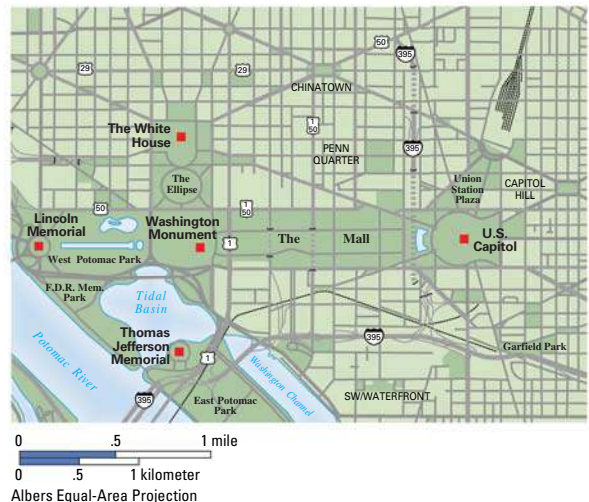 50
395
29
29
CHINATOWN
The White
House
1
50
PENN
QUARTER
395
The
Ellipse
Union
Station
Plaza
CAPITOL
HILL
50
1
50
Lincoln
Memorial
Washington
Monument
1
The Mall
U.S.
Capitol
West Potomac Park
F.D.R. Mem.
Park
Tidal
Basin
Thomas
Jefferson
Memorial
1
395
Garfield Park
Potomac River
Washington Channel
395
East Potomac
Park
SW/WATERFRONT
0 .5 1 mile
0 .5 1 kilometer
Albers Equal-Area Projection